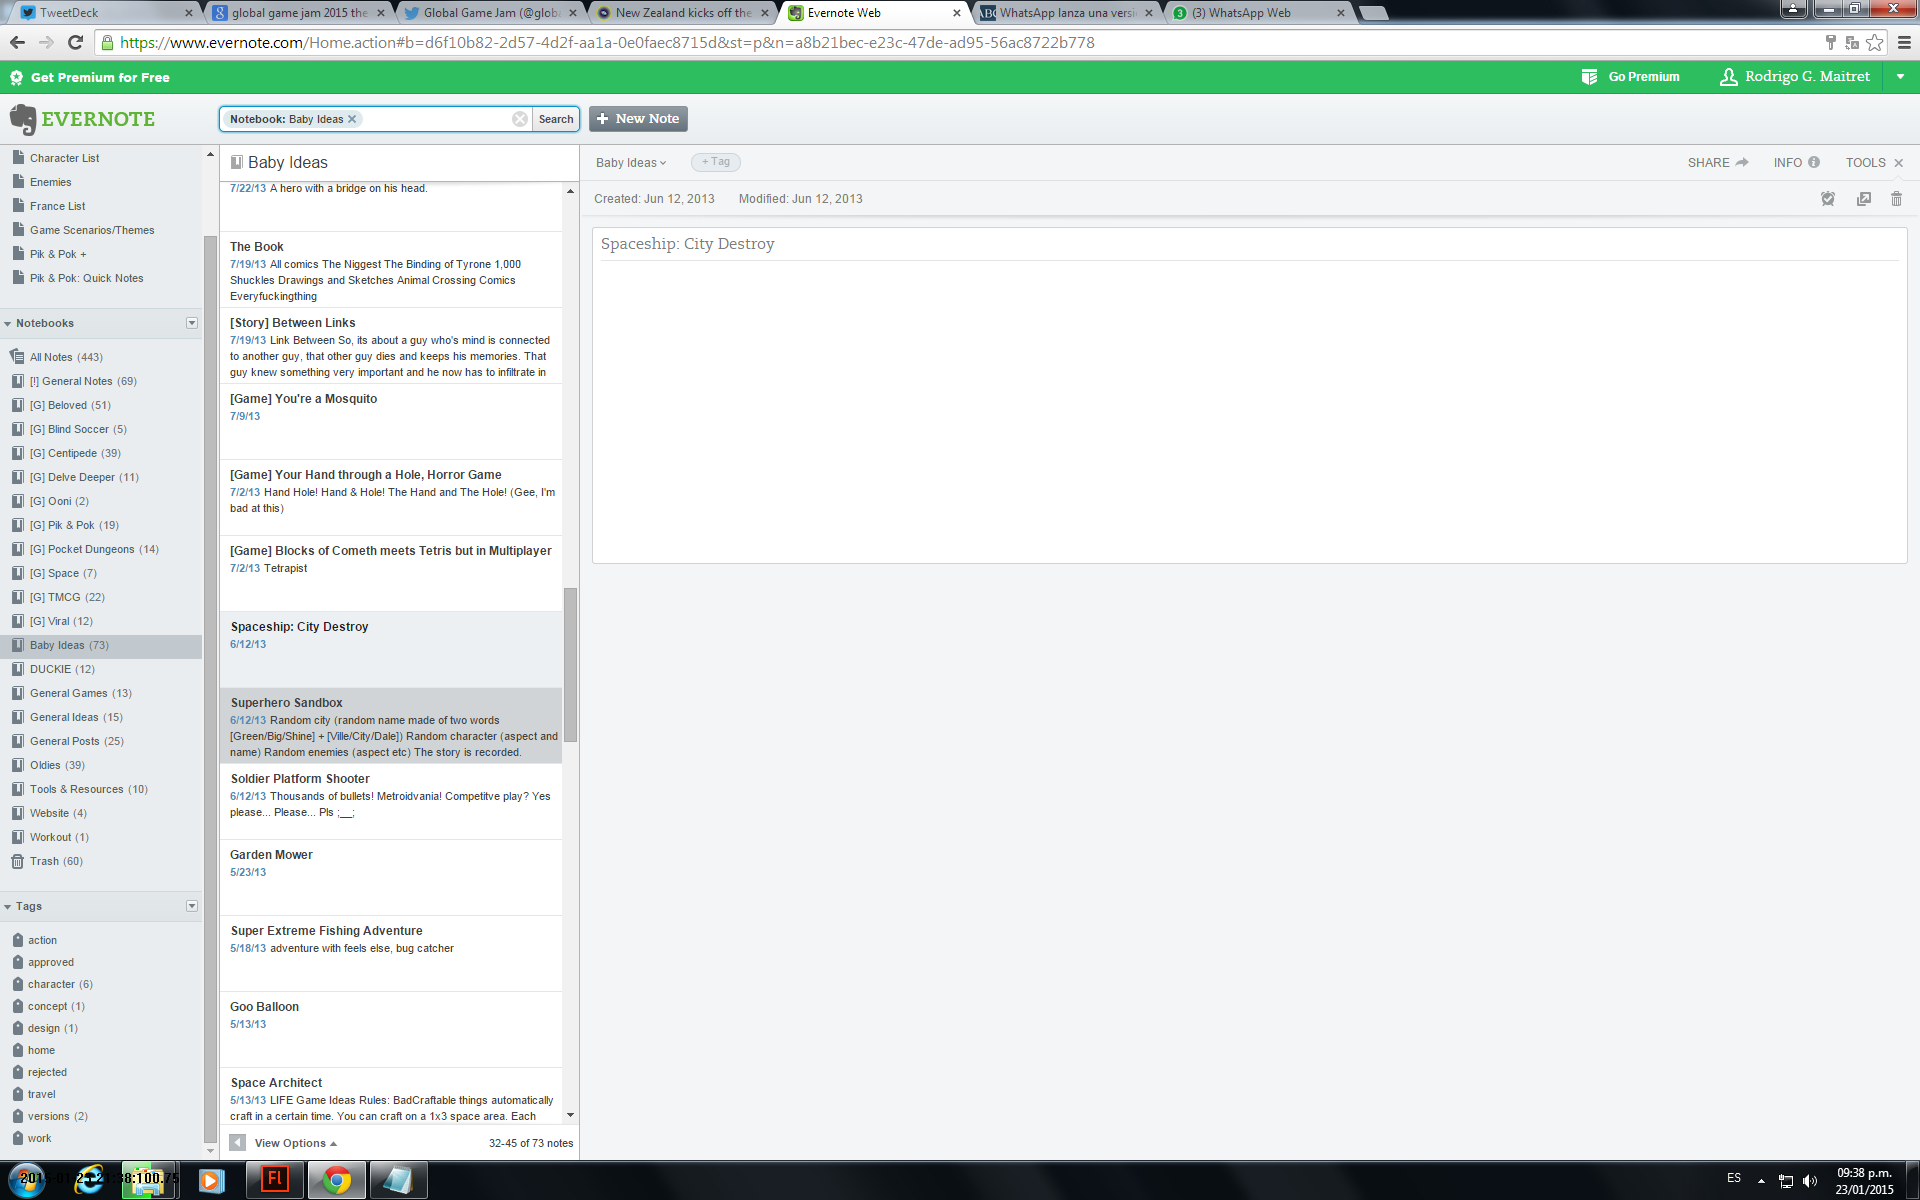 TweetDeck
global game jam 2015 the
Global Game Jam (@globa
New Zealand kicks off the
Evernote Web
WhatsApp lanza una versi
(3) WhatsApp Web
https://www.evernote.com/Home.action#b=d6f10b82-2d57-4d2f-aa1a-0e0faec8715d&st=p&n=a8b21bec-e23c-47de-ad95-56ac8722b778
Get Premium for Free
Go Premium
Rodrigo G. Maitret
EVERNOTE
Notebook: Baby Ideas
Search
+ New Note
Character List
Enemies
France List
Game Scenarios/Themes
Pik & Pok +
Pik & Pok: Quick Notes
Notebooks
All Notes (443)
[!] General Notes (69)
[G] Beloved (51)
[G] Blind Soccer (5)
[G] Centipede (39)
[G] Delve Deeper (11)
[G] Ooni (2)
[G] Pik & Pok (19)
[G] Pocket Dungeons (14)
[G] Space (7)
[G] TMCG (22)
[G] Viral (12)
Baby Ideas (73)
DUCKIE (12)
General Games (13)
General Ideas (15)
General Posts (25)
Oldies (39)
Tools & Resources (10)
Website (4)
Workout (1)
Trash (60)
Tags
action
approved
character (6)
concept (1)
design (1)
home
rejected
travel
versions (2)
work
Baby Ideas
7/22/13 A hero with a bridge on his head.
The Book
7/19/13 All comics The Niggest The Binding of Tyrone 1,000
Shuckles Drawings and Sketches Animal Crossing Comics
Everyfuckingthing
[Story] Between Links
7/19/13 Link Between So, its about a guy who's mind is connected
to another guy, that other guy dies and keeps his memories. That
guy knew something very important and he now has to infiltrate in
[Game] You're a Mosquito
7/9/13
[Game] Your Hand through a Hole, Horror Game
7/2/13 Hand Hole! Hand & Hole! The Hand and The Hole! (Gee, I'm
bad at this)
[Game] Blocks of Cometh meets Tetris but in Multiplayer
7/2/13 Tetrapist
Spaceship: City Destroy
6/12/13
Superhero Sandbox
6/12/13 Random city (random name made of two words
[Green/Big/Shine] + [Ville/City/Dale]) Random character (aspect and
name) Random enemies (aspect etc) The story is recorded.
Soldier Platform Shooter
6/12/13 Thousands of bullets! Metroidvania! Competitve play? Yes
please... Please... Pls ;__;
Garden Mower
5/23/13
Super Extreme Fishing Adventure
5/18/13 adventure with feels else, bug catcher
Goo Balloon
5/13/13
Space Architect
5/13/13 LIFE Game Ideas Rules: BadCraftable things automatically
craft in a certain time. You can craft on a 1x3 space area. Each
View Options
32-45 of 73 notes
Baby Ideas
+ Tag
SHARE
INFO
TOOLS
Created: Jun 12, 2013
Modified: Jun 12, 2013
Spaceship: City Destroy
Fl
ES
09:38 p.m.
23/01/2015